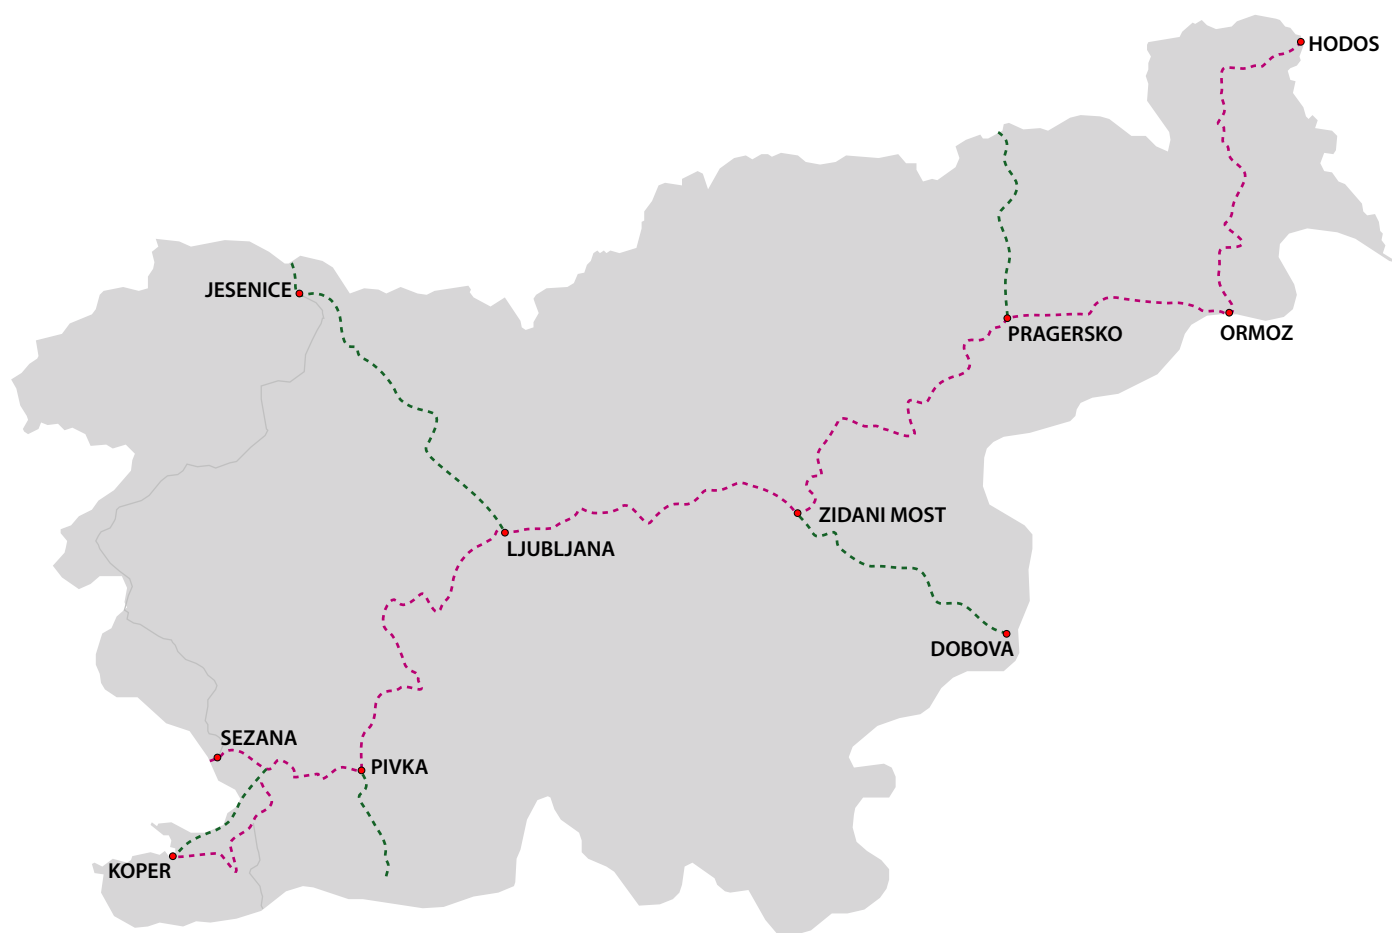 HODOS
JESENICE
PRAGERSKO
ORMOZ
ZIDANI MOST
LJUBLJANA
DOBOVA
SEZANA
PIVKA
KOPER